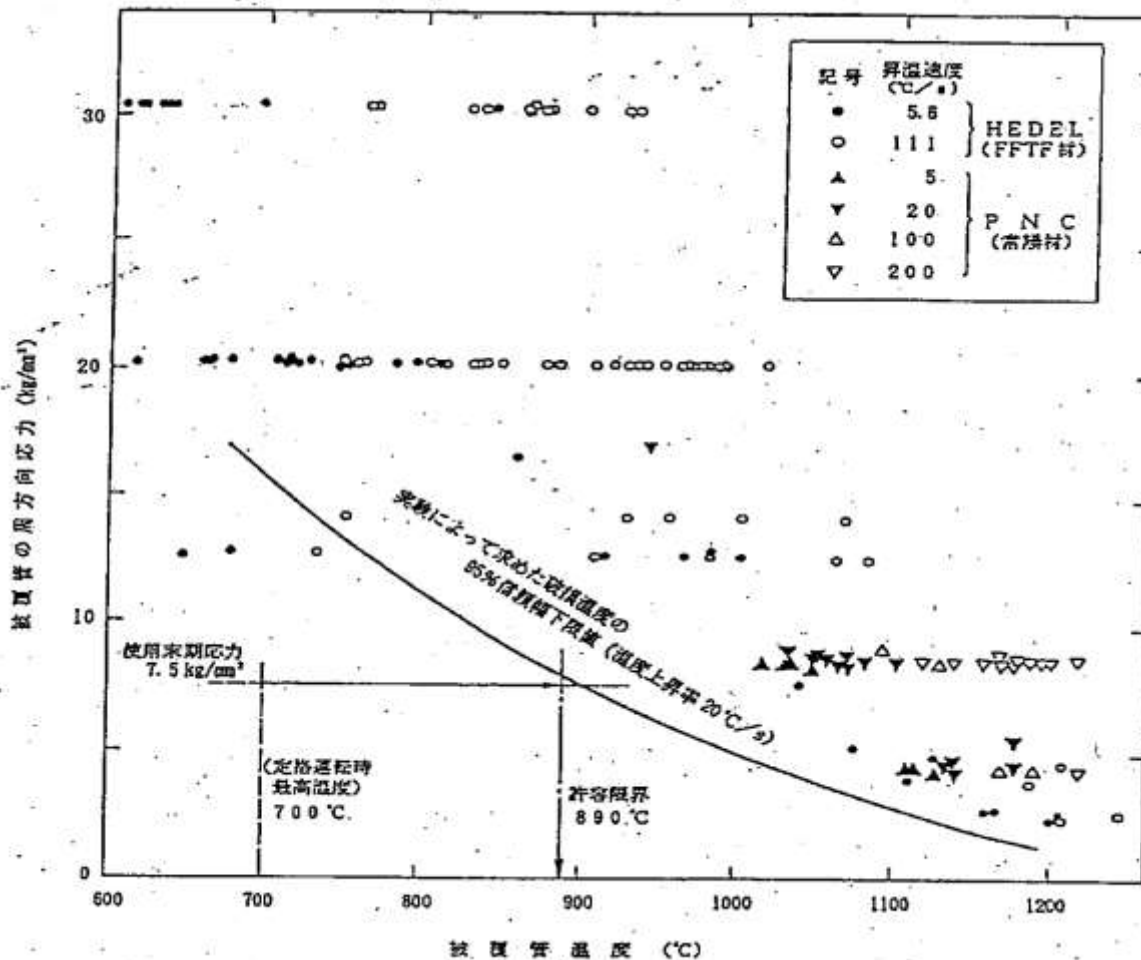 記号 昇温速度
(℃/s)
● 5.6
○ 111
▲ 5
▼ 20
△ 100
▽ 200
HEDEL
(FFTF材)
PNC
(常陽材)
30
20
10
0
被覆管の周方向応力 (kg/mm²)
実験によって求めた破損温度の
95%信頼幅下限値 (温度上昇率20℃/s)
使用末期応力
7.5kg/mm²
(定格運転時
最高温度)
700℃.
許容限界
890.℃
600 700 800 900 1000 1100 1200
被覆管温度 (℃)